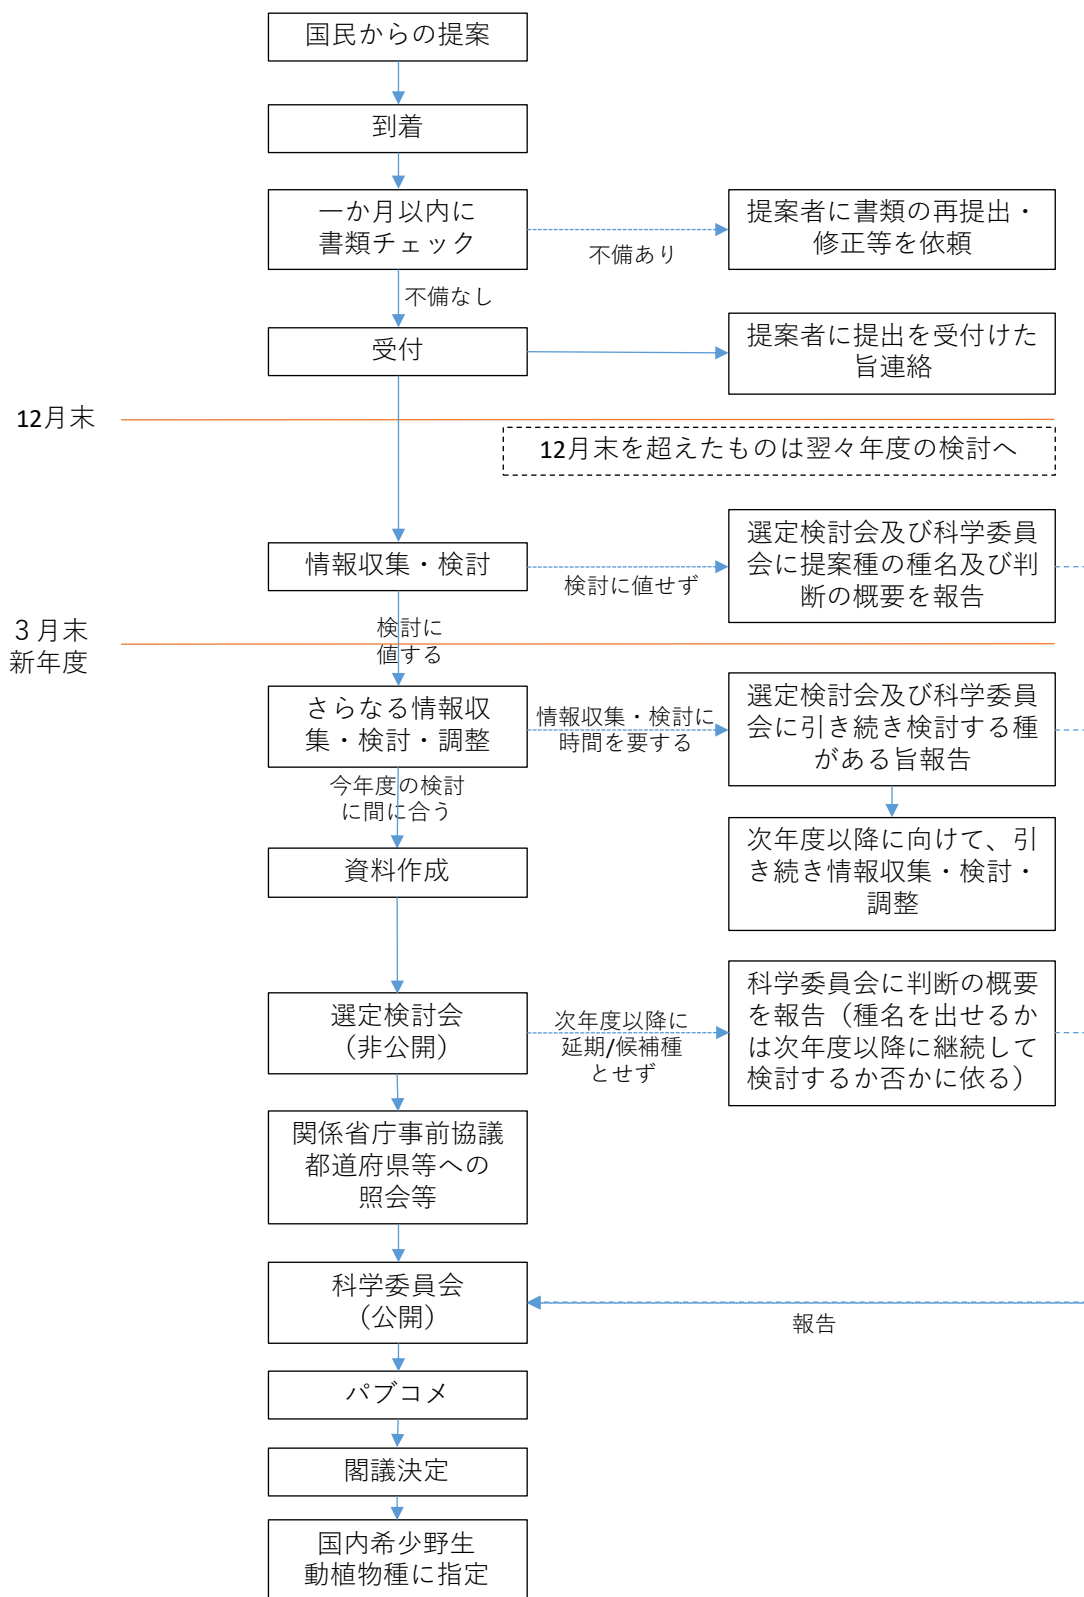 国民からの提案
到着
一か月以内に
書類チェック
不備あり
提案者に書類の再提出・
修正等を依頼
不備なし
受付
提案者に提出を受付けた
旨連絡
12月末
12月末を超えたものは翌々年度の検討へ
情報収集・検討
検討に値せず
選定検討会及び科学委員
会に提案種の種名及び判
断の概要を報告
３月末
新年度
検討に
値する
さらなる情報収
集・検討・調整
情報収集・検討に
時間を要する
選定検討会及び科学委員
会に引き続き検討する種
がある旨報告
今年度の検討
に間に合う
次年度以降に向けて、引
き続き情報収集・検討・
調整
資料作成
選定検討会
（非公開）
次年度以降に
延期/候補種
とせず
科学委員会に判断の概要
を報告（種名を出せるか
は次年度以降に継続して
検討するか否かに依る）
関係省庁事前協議
都道府県等への
照会等
科学委員会
（公開）
報告
パブコメ
閣議決定
国内希少野生
動植物種に指定